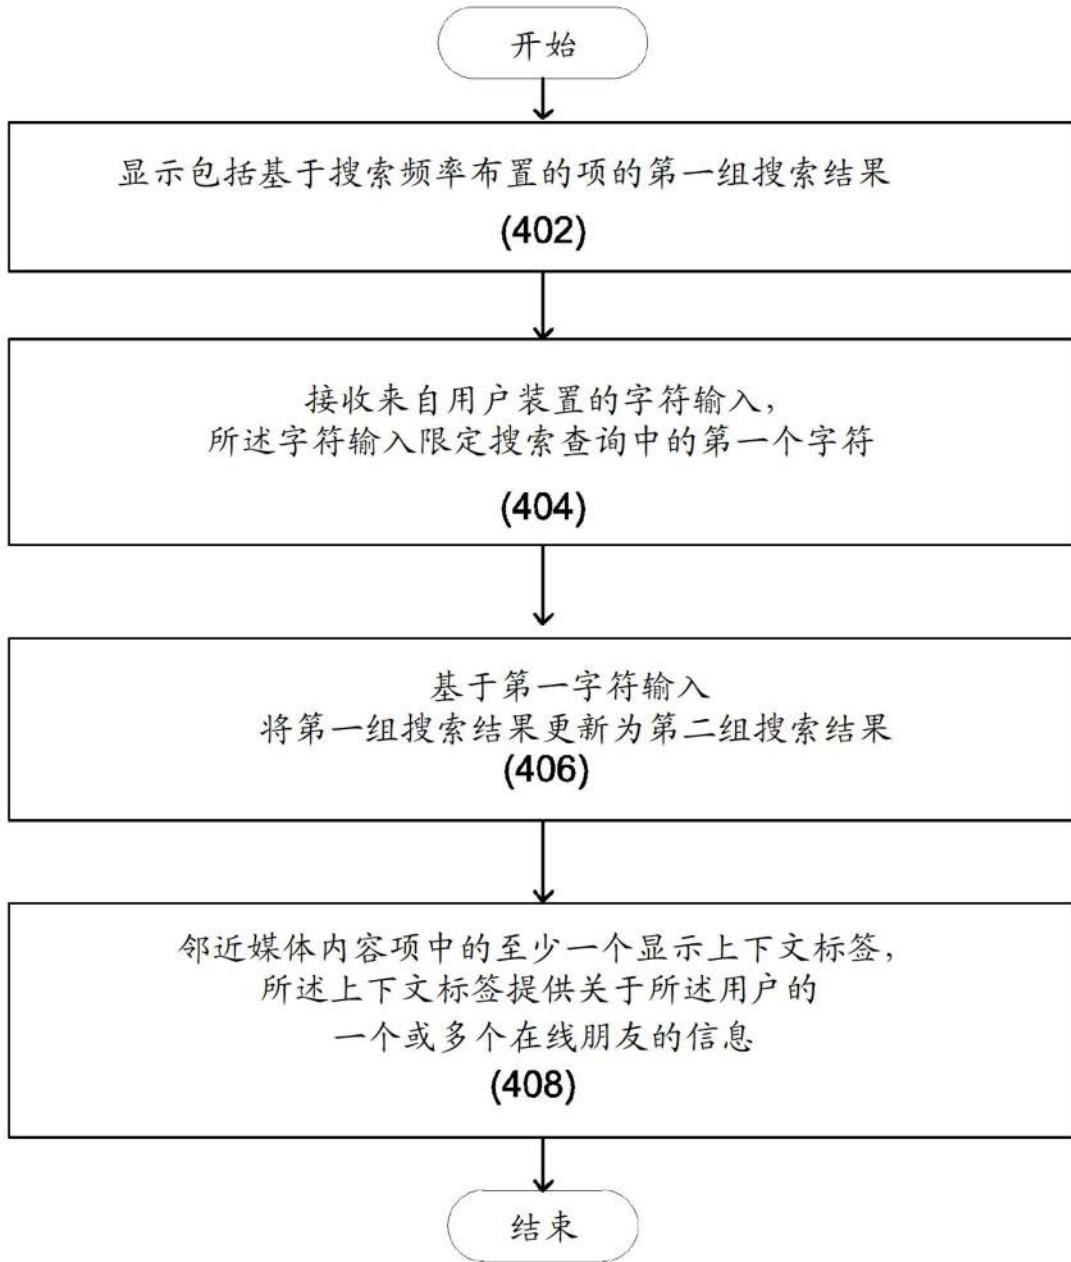 开始
显示包括基于搜索频率布置的项的第一组搜索结果
(402)
接收来自用户装置的字符输入,
所述字符输入限定搜索查询中的第一个字符
(404)
基于第一字符输入
将第一组搜索结果更新为第二组搜索结果
(406)
邻近媒体内容项中的至少一个显示上下文标签,
所述上下文标签提供关于所述用户的
一个或多个在线朋友的信息
(408)
结束